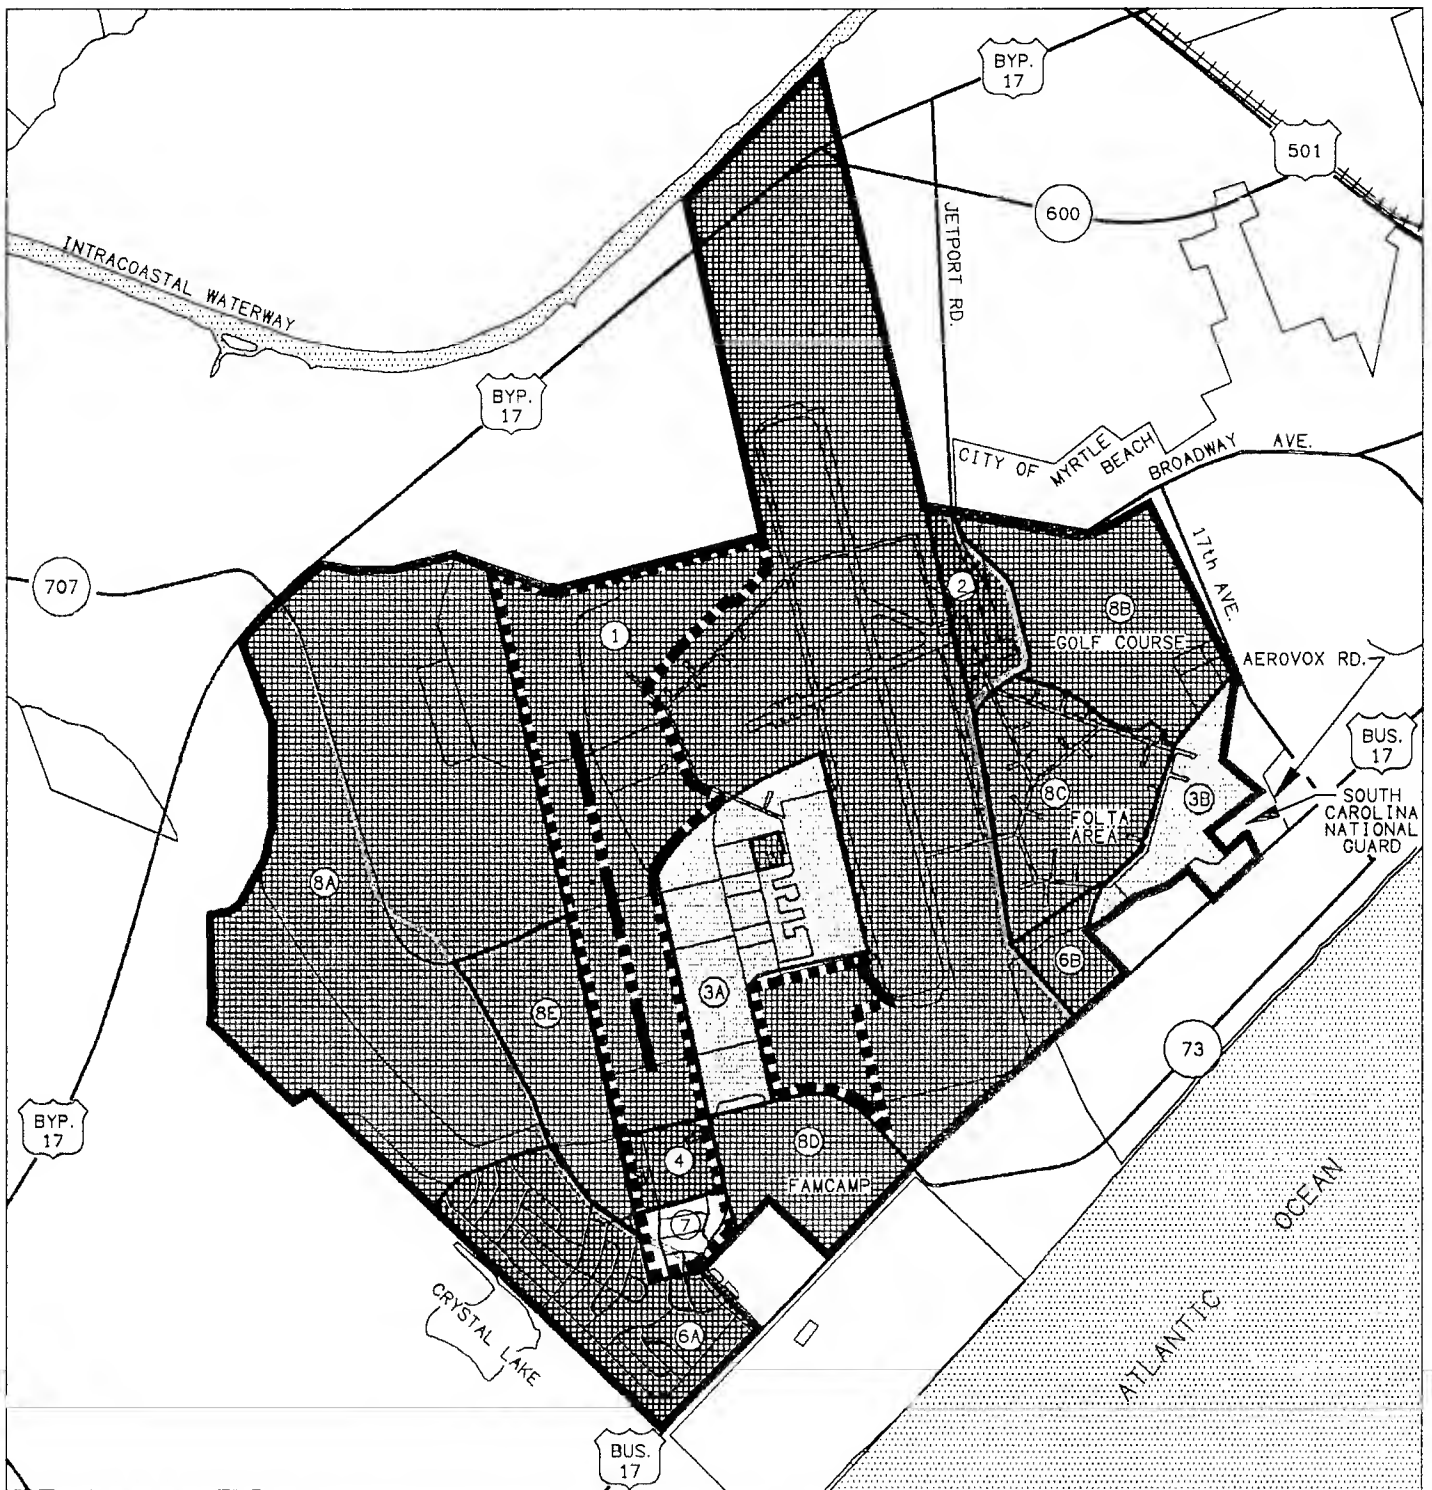 BYP.
17
501
600
JETPORT RD.
INTRACOASTAL WATERWAY
BYP.
17
CITY OF MYRTLE BEACH
BROADWAY AVE.
17th AVE.
707
2
8B
1
GOLF COURSE
AEROVOX RD.
BUS.
17
8C
3B
SOUTH
CAROLINA
NATIONAL
GUARD
FOLTA
AREA
8A
6B
3A
8E
73
BYP.
17
8D
4
FAMCAMP
7
OCEAN
ATLANTIC
CRYSTAL LAKE
6A
BUS.
17